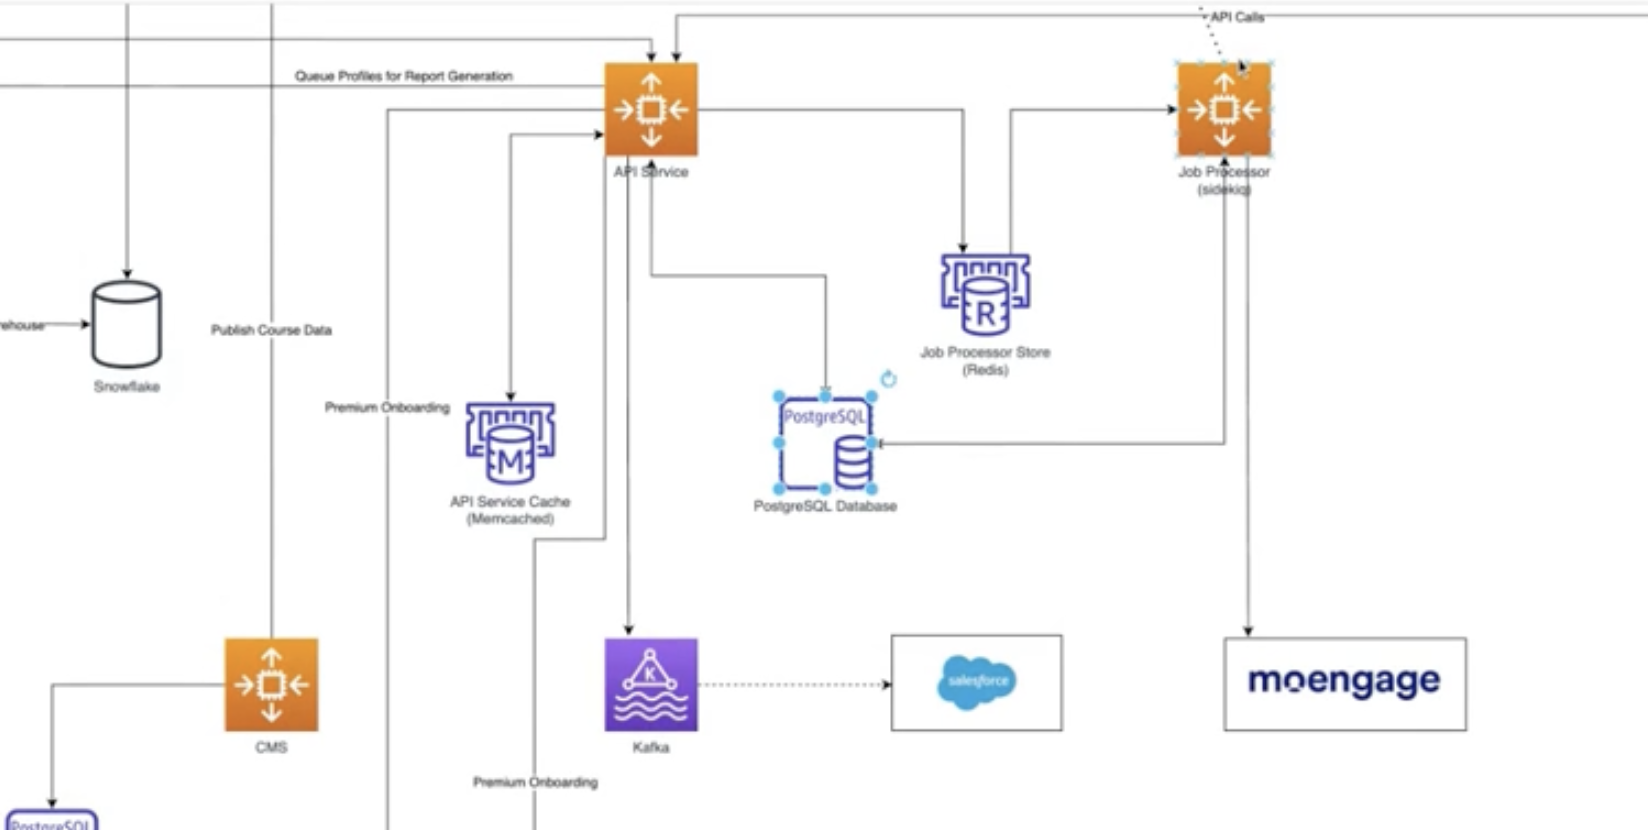 API Calls
Queue Profiles for Report Generation
API Service
Job Processor
(sidekiq)
rehouse
Publish Course Data
Snowflake
R
Job Processor Store
(Redis)
Premium Onboarding
PostgreSQL
M
API Service Cache
(Memcached)
PostgreSQL Database
K
salesforce
moengage
CMS
Kafka
Premium Onboarding
PostgreSQL